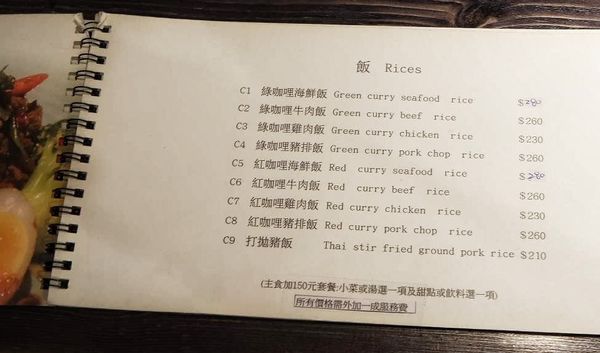 飯 Rices
C1 綠咖哩海鮮飯 Green curry seafood rice $280
C2 綠咖哩牛肉飯 Green curry beef rice $260
C3 綠咖哩雞肉飯 Green curry chicken rice $230
C4 綠咖哩豬排飯 Green curry pork chop rice $260
C5 紅咖哩海鮮飯 Red curry seafood rice $280
C6 紅咖哩牛肉飯 Red curry beef rice $260
C7 紅咖哩雞肉飯 Red curry chicken rice $230
C8 紅咖哩豬排飯 Red curry pork chop rice $260
C9 打拋豬飯 Thai stir fried ground pork rice $210
(主食加150元套餐:小菜或湯選一項及甜點或飲料選一項)
所有價格需外加一成服務費